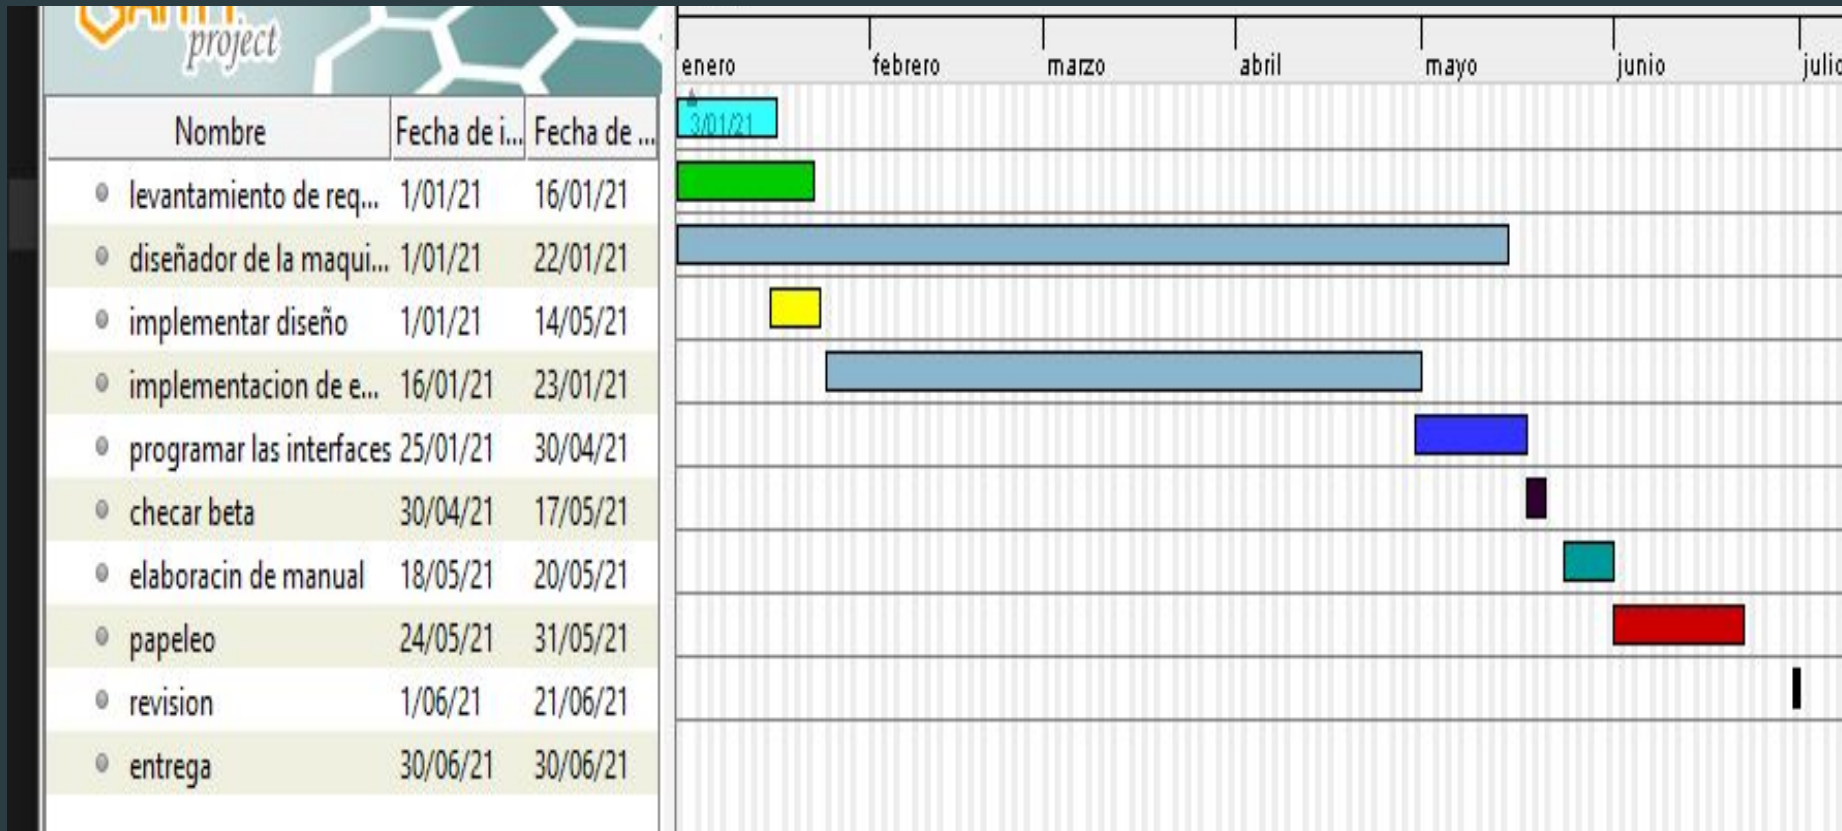 project
enero febrero marzo abril mayo junio julio
Nombre Fecha de i... Fecha de ...
3/01/21
levantamiento de req... 1/01/21 16/01/21
diseñador de la maqui... 1/01/21 22/01/21
implementar diseño 1/01/21 14/05/21
implementacion de e... 16/01/21 23/01/21
programar las interfaces 25/01/21 30/04/21
checar beta 30/04/21 17/05/21
elaboracin de manual 18/05/21 20/05/21
papeleo 24/05/21 31/05/21
revision 1/06/21 21/06/21
entrega 30/06/21 30/06/21